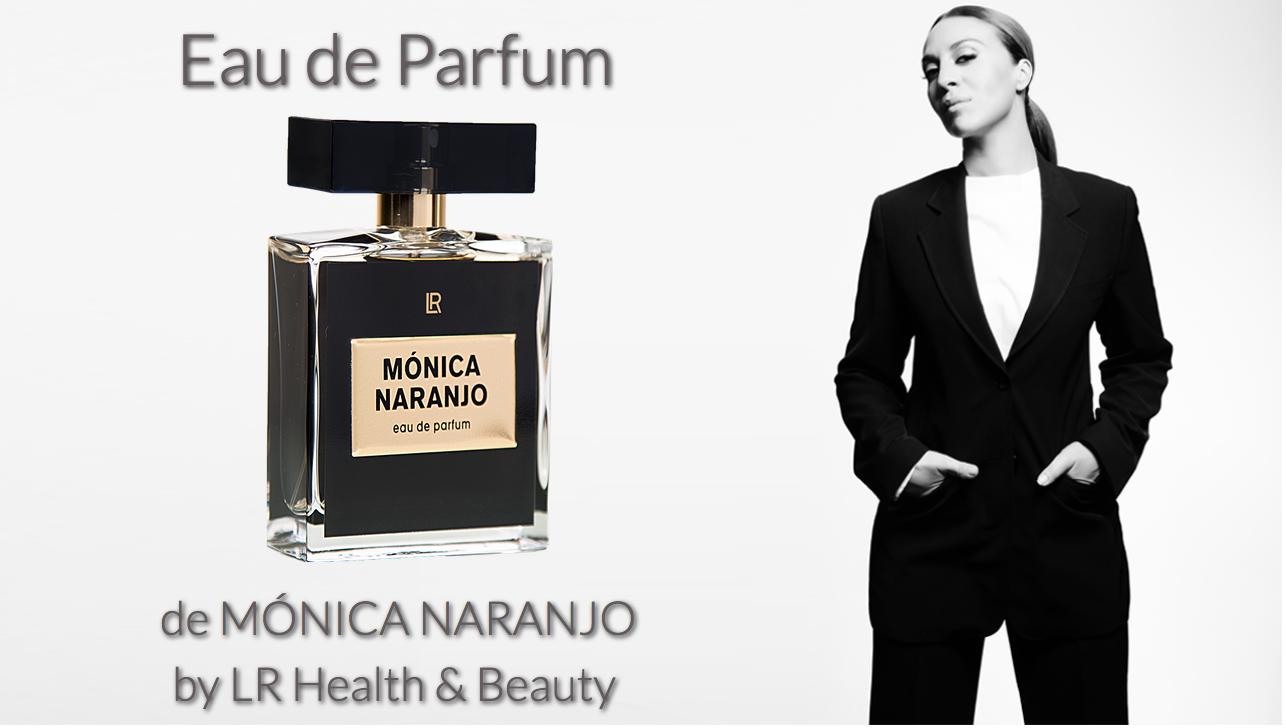 Eau de Parfum
LR
MÓNICA
NARANJO
eau de parfum
de MÓNICA NARANJO
by LR Health & Beauty